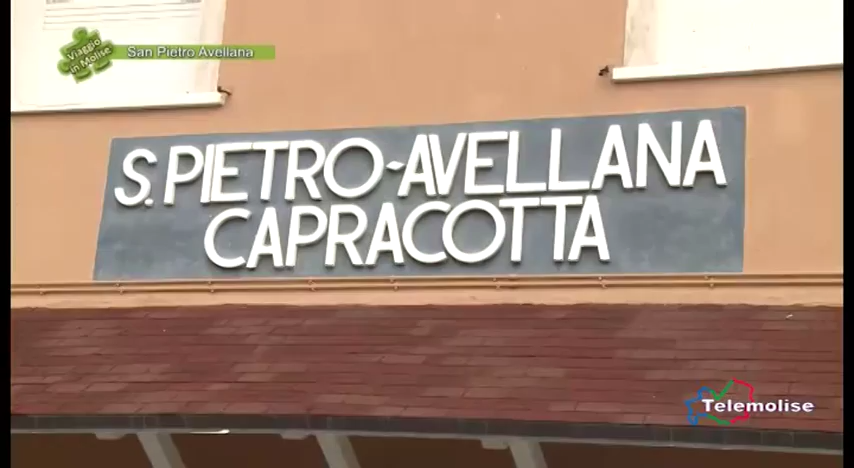 Viaggio
in Molise
San Pietro Avellana
S. PIETRO-AVELLANA
CAPRACOTTA
Telemolise